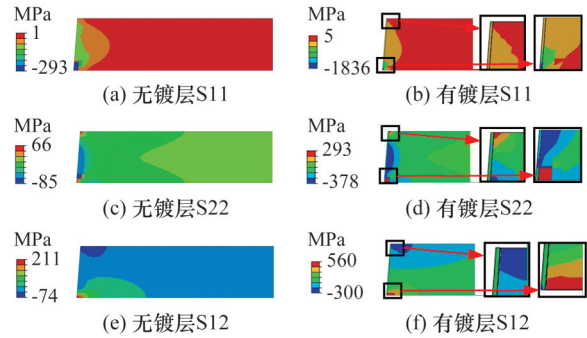 MPa
1
-293
(a) 无镀层S11
MPa
5
-1836
(b) 有镀层S11
MPa
66
-85
(c) 无镀层S22
MPa
293
-378
(d) 有镀层S22
MPa
211
-74
(e) 无镀层S12
MPa
560
-300
(f) 有镀层S12